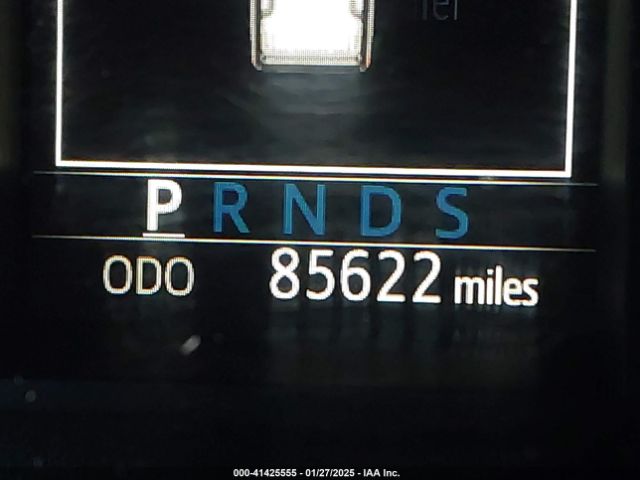 P R N D S
ODO 85622 miles
000-41425555 - 01/27/2025 - IAA Inc.